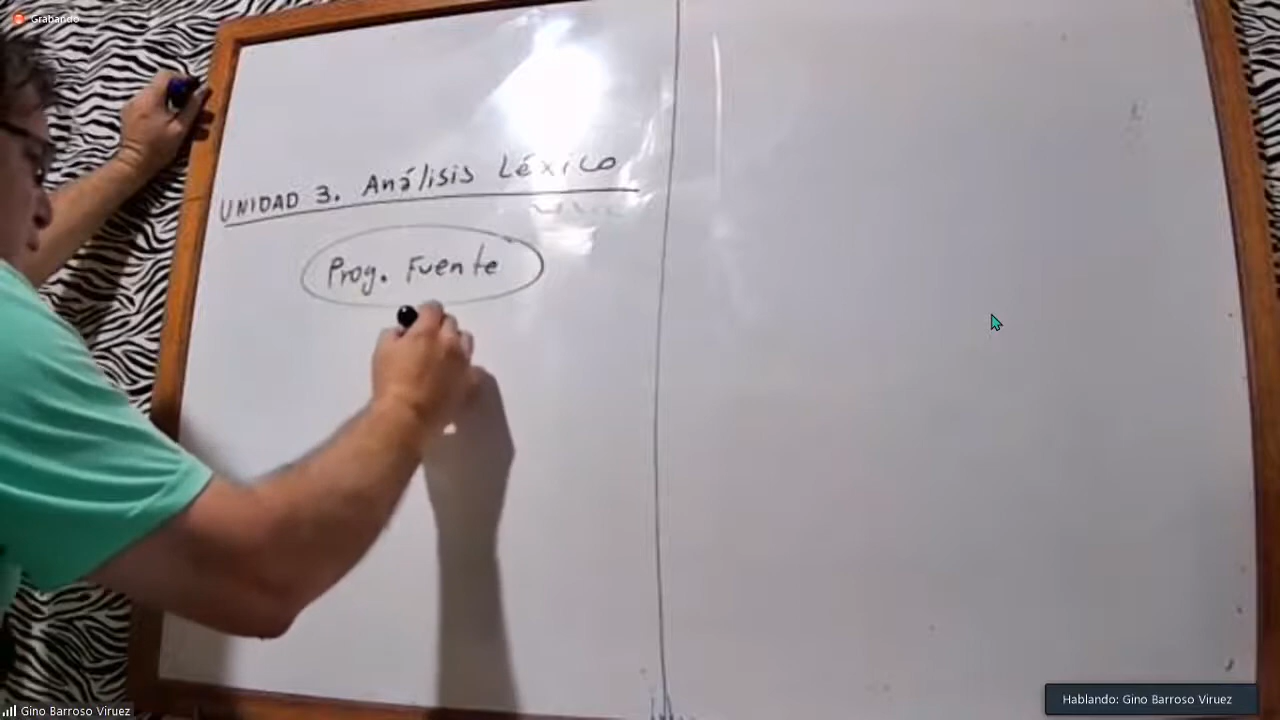 Grabando
UNIDAD 3. Análisis Léxico
Prog. Fuente
Gino Barroso Viruez
Hablando: Gino Barroso Viruez